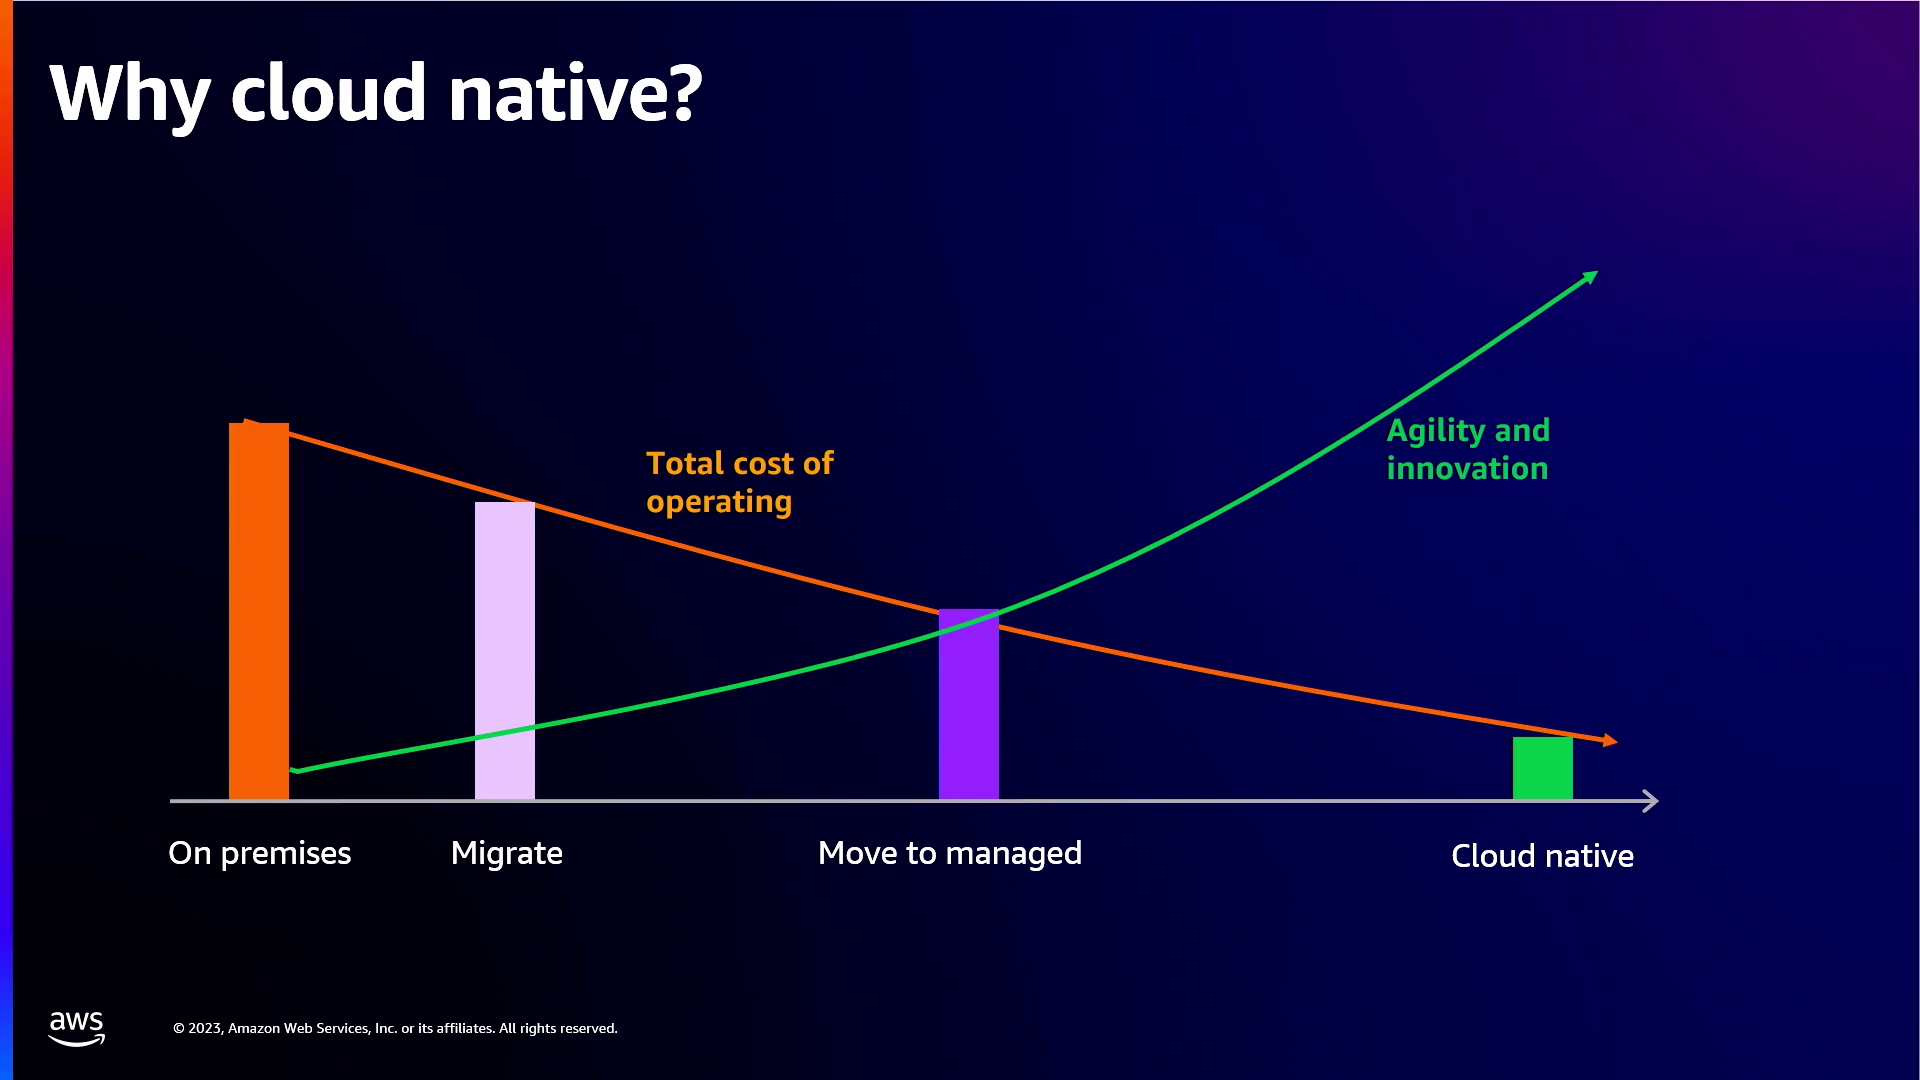 Why cloud native?
Total cost of
operating
Agility and
innovation
On premises
Migrate
Move to managed
Cloud native
aws
© 2023, Amazon Web Services, Inc. or its affiliates. All rights reserved.